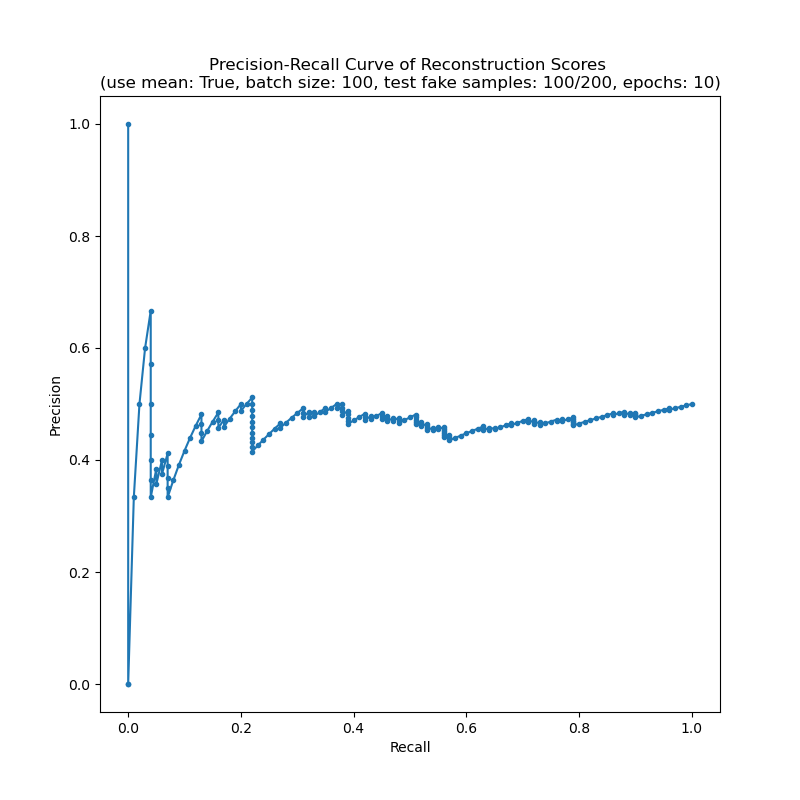 Precision-Recall Curve of Reconstruction Scores
(use mean: True, batch size: 100, test fake samples: 100/200, epochs: 10)
1.0
0.8
0.6
0.4
0.2
0.0
Precision
0.0 0.2 0.4 0.6 0.8 1.0
Recall